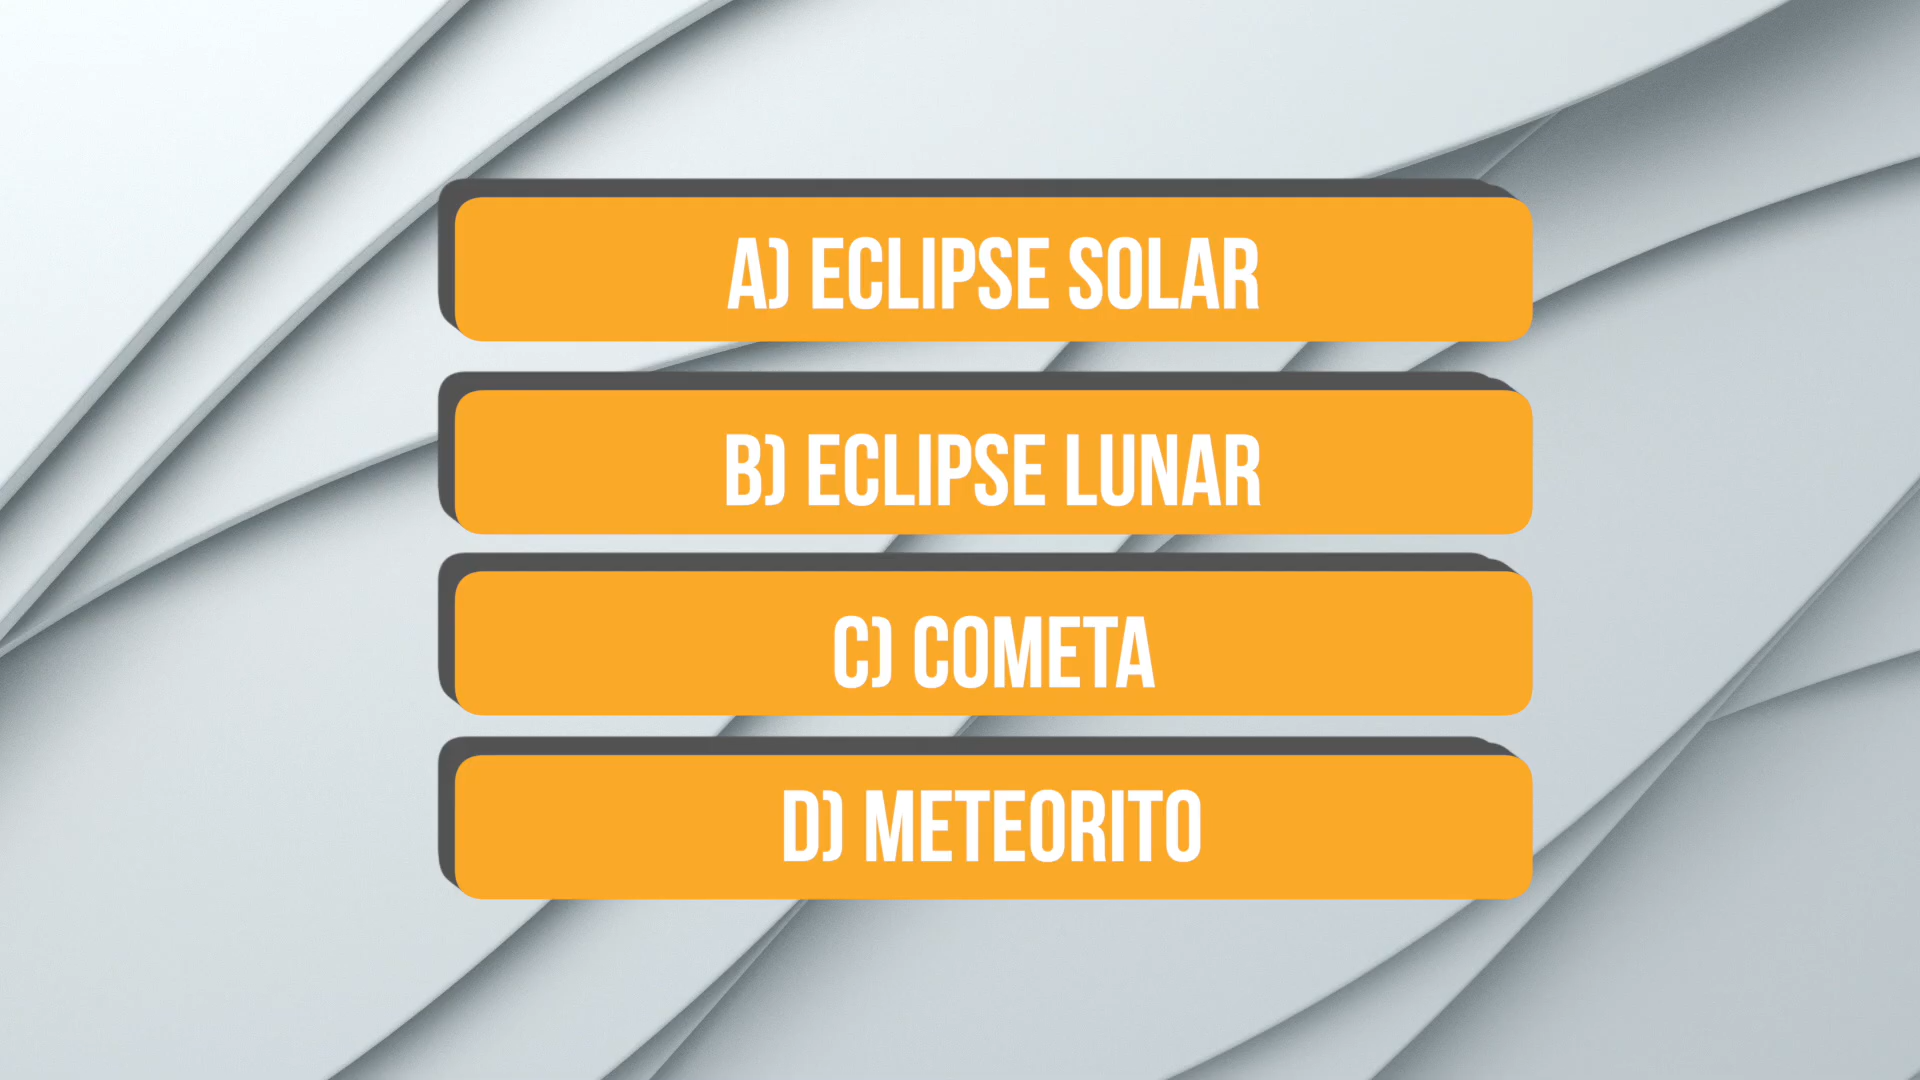 A) ECLIPSE SOLAR
B) ECLIPSE LUNAR
C) COMETA
D) METEORITO